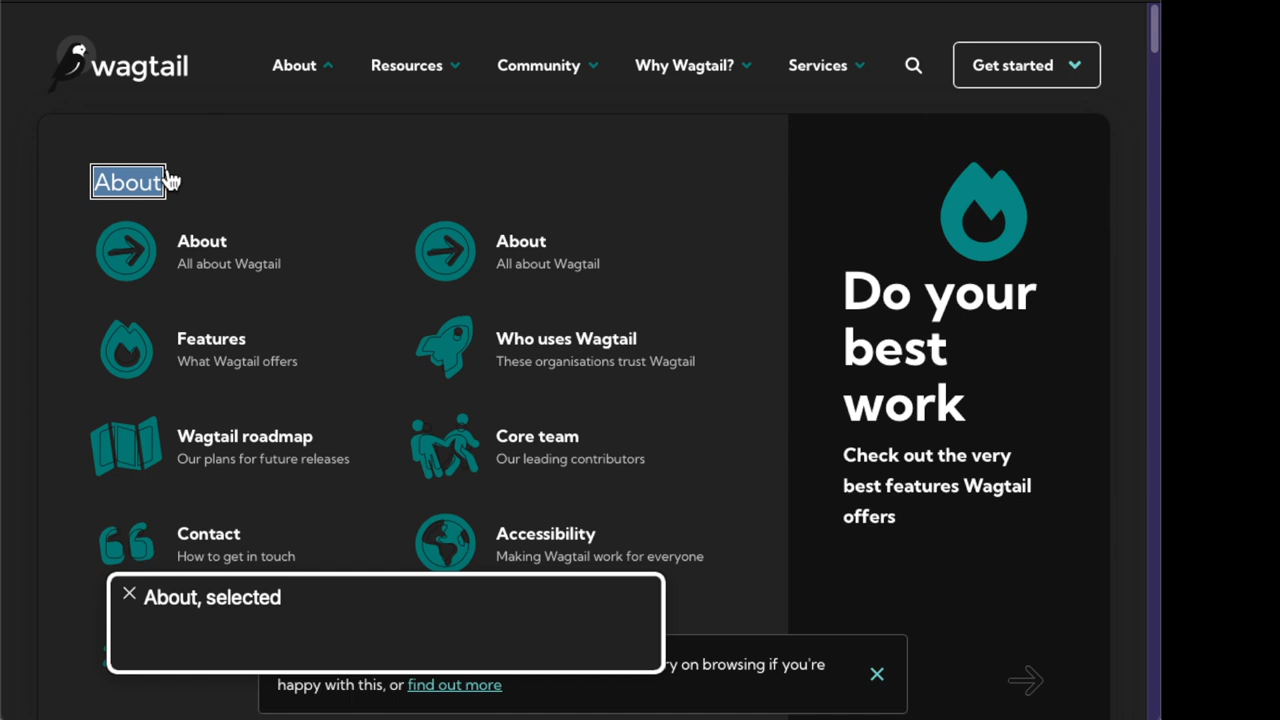 wagtail
About
Resources
Community
Why Wagtail?
Services
Get started
About
About
All about Wagtail
About
All about Wagtail
Features
What Wagtail offers
Who uses Wagtail
These organisations trust Wagtail
Wagtail roadmap
Our plans for future releases
Core team
Our leading contributors
Contact
How to get in touch
Accessibility
Making Wagtail work for everyone
Do your
best
work
Check out the very
best features Wagtail
offers
About, selected
on browsing if you're
happy with this, or find out more